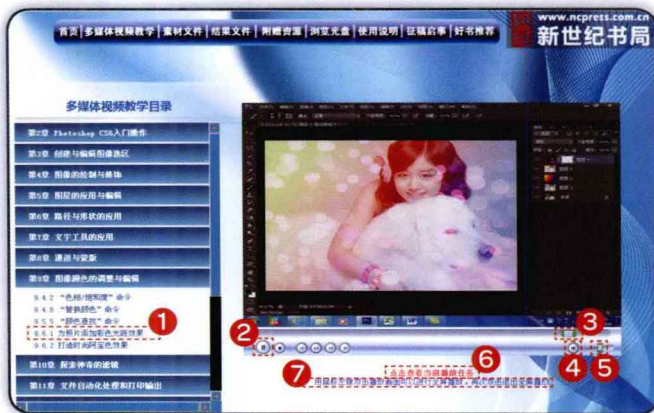 www.ncpress.com.cn
新世纪书局
首页 多媒体视频教学 素材文件 结果文件 附赠资源 浏览光盘 使用说明 征稿启事 好书推荐
多媒体视频教学目录
第2章 Photoshop CS6入门操作
第3章 创建与编辑图像选区
第4章 图像的绘制与修饰
第5章 图层的应用与编辑
第6章 路径与形状的应用
第7章 文字工具的应用
第8章 通道与蒙版
第9章 图像颜色的调整与编辑
9.4.2 “色相/饱和度”命令
9.4.8 “替换颜色”命令
9.5.5 “颜色查找”命令
9.6.1 为照片添加彩色光斑效果
9.6.2 打造时尚阿宝色效果
第10章 探索神奇的滤镜
第11章 文件自动化处理和打印输出
1
2
3
4
5
6
7